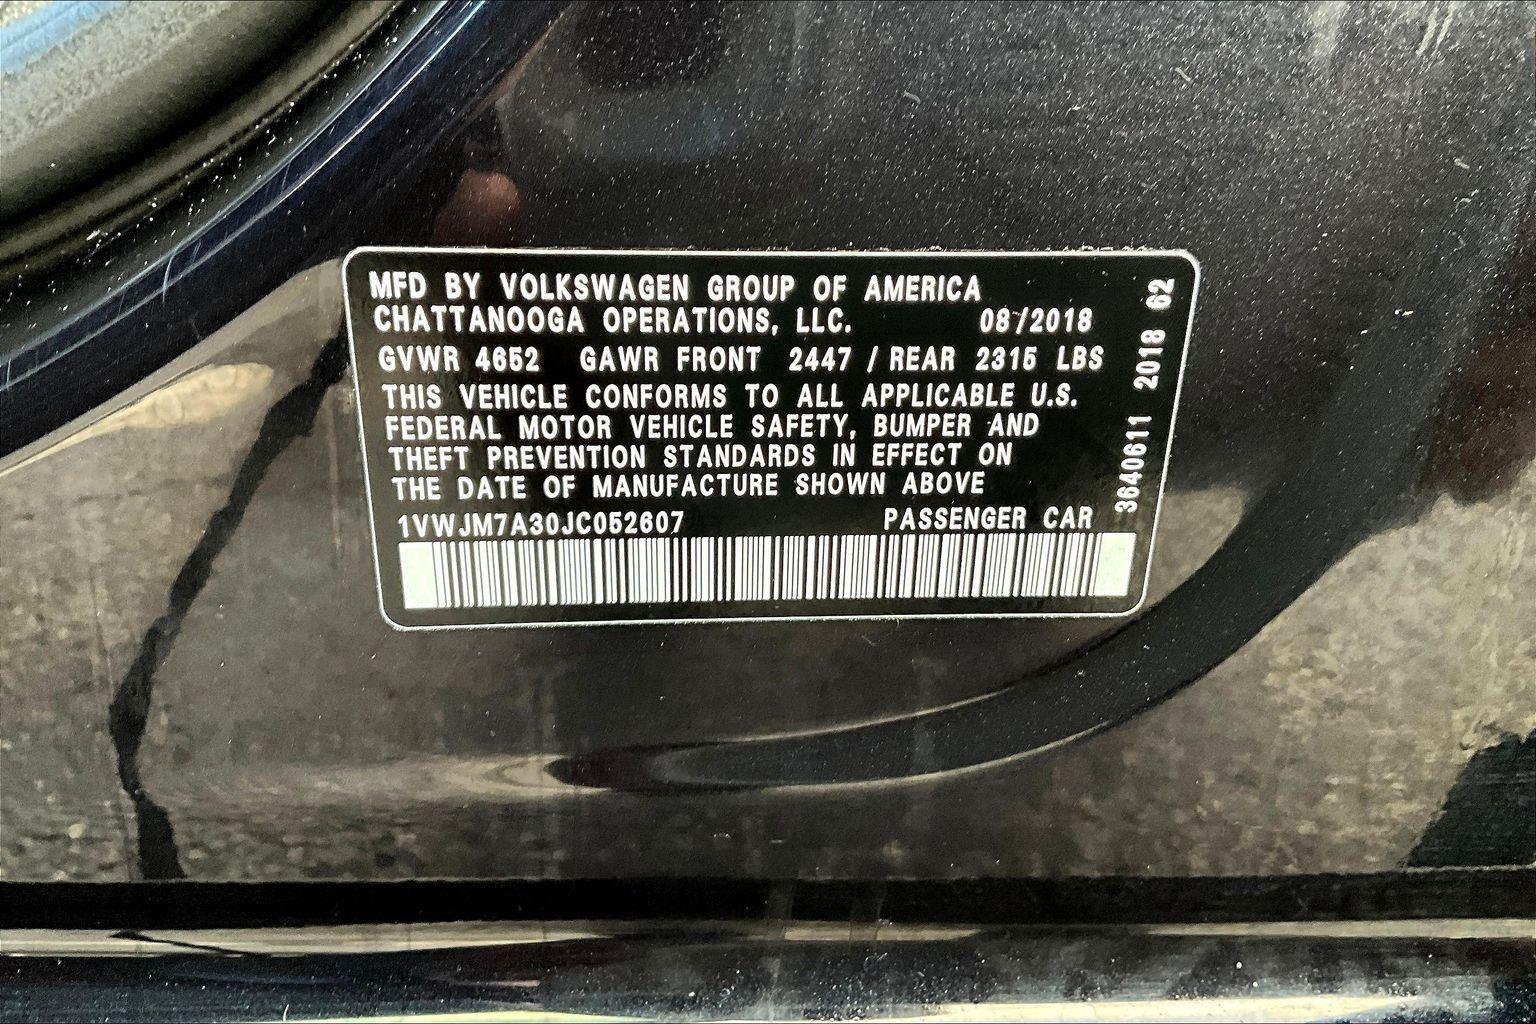 MFD BY VOLKSWAGEN GROUP OF AMERICA
CHATTANOOGA OPERATIONS, LLC. 08/2018
GVWR 4652 GAWR FRONT 2447 / REAR 2315 LBS
THIS VEHICLE CONFORMS TO ALL APPLICABLE U.S.
FEDERAL MOTOR VEHICLE SAFETY, BUMPER AND
THEFT PREVENTION STANDARDS IN EFFECT ON
THE DATE OF MANUFACTURE SHOWN ABOVE
1VWJM7A30JC052607 PASSENGER CAR
3640611 2018 62